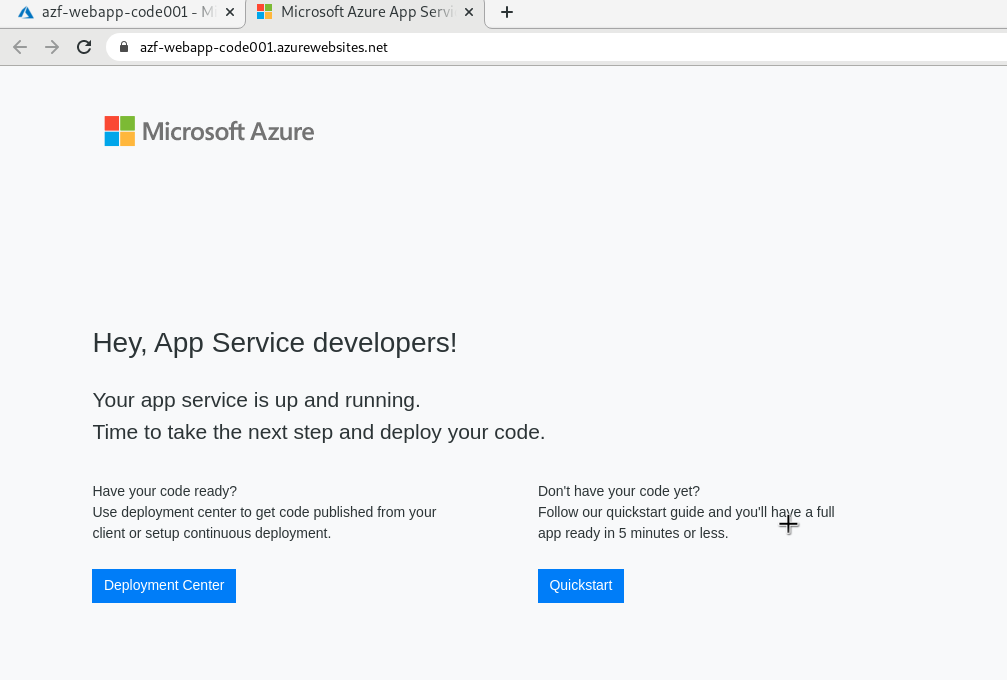 azf-webapp-code001 - M
Microsoft Azure App Servi
azf-webapp-code001.azurewebsites.net
Microsoft Azure
Hey, App Service developers!
Your app service is up and running.
Time to take the next step and deploy your code.
Have your code ready?
Use deployment center to get code published from your
client or setup continuous deployment.
Deployment Center
Don't have your code yet?
Follow our quickstart guide and you'll have a full
app ready in 5 minutes or less.
Quickstart